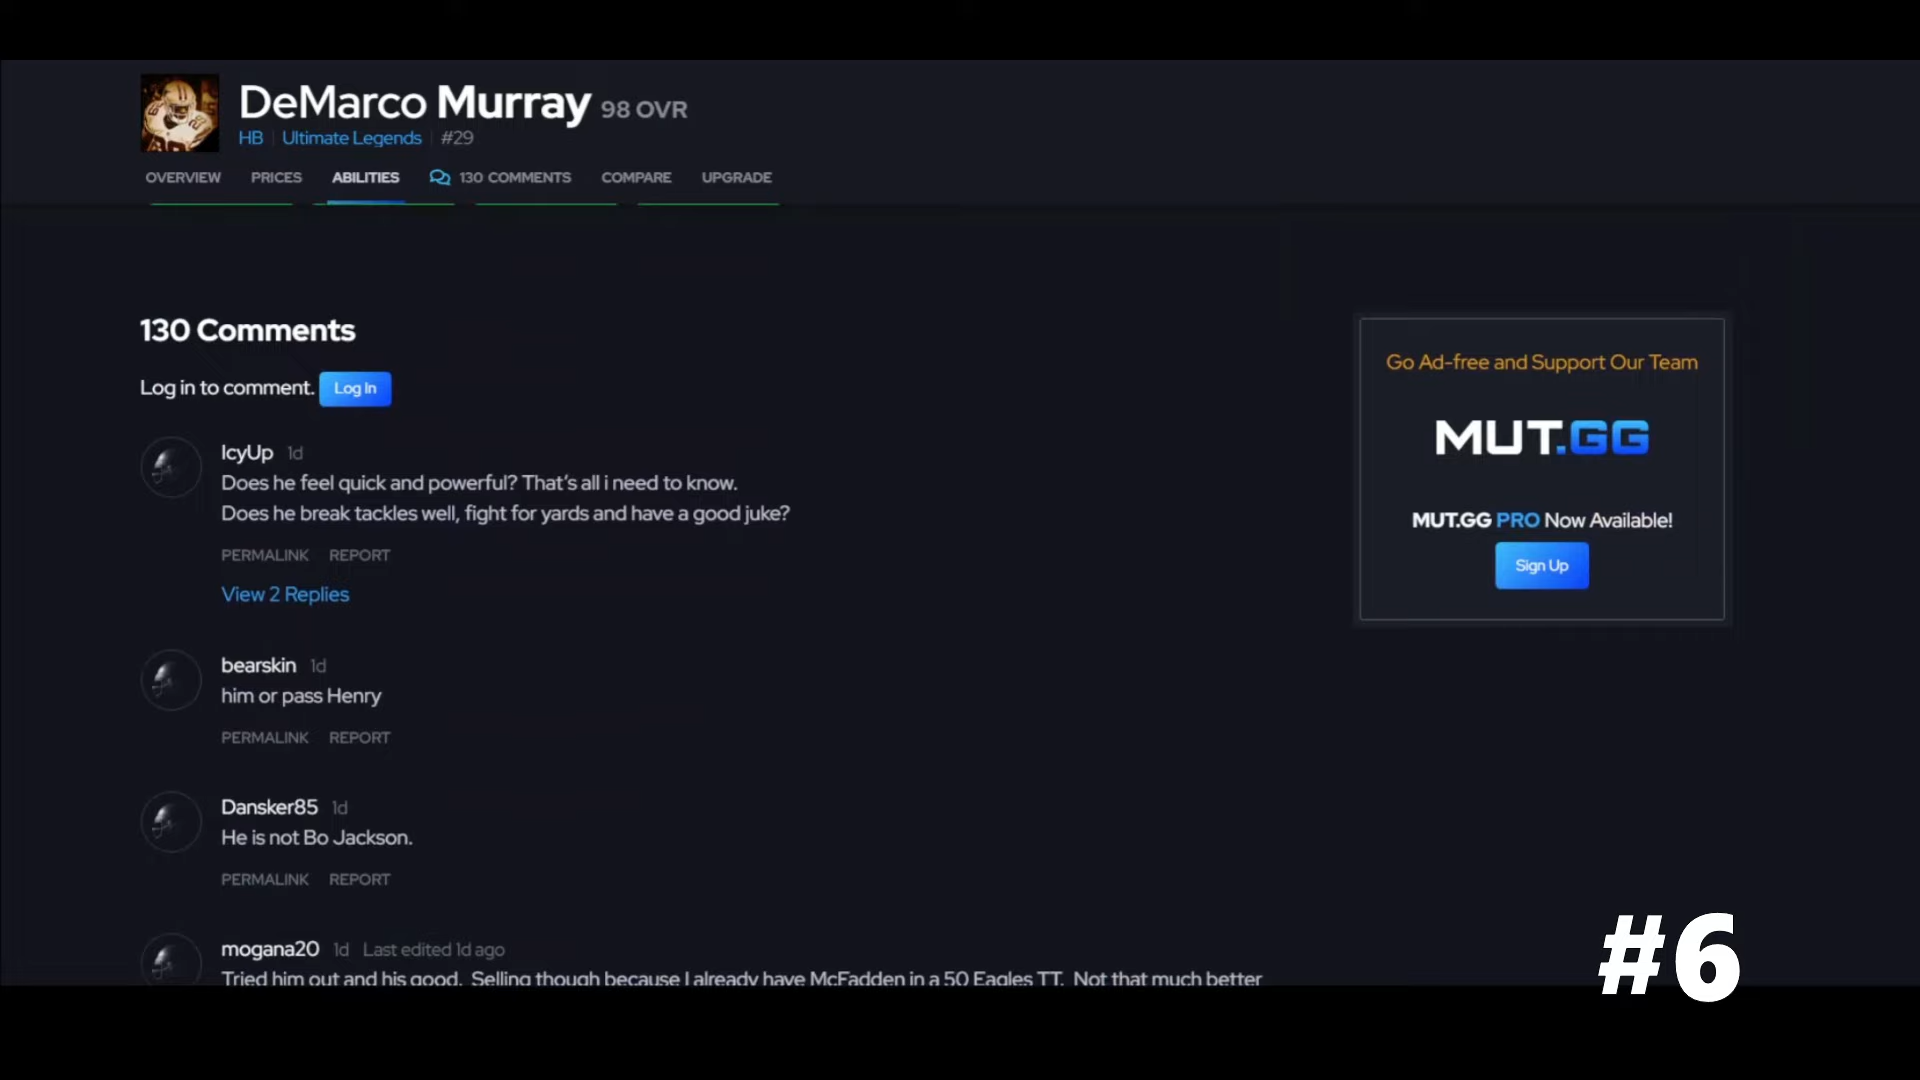 DeMarco Murray 98 OVR
HB | Ultimate Legends | #29
OVERVIEW PRICES ABILITIES 130 COMMENTS COMPARE UPGRADE
130 Comments
Log in to comment. Log In
IcyUp 1d
Does he feel quick and powerful? That's all i need to know.
Does he break tackles well, fight for yards and have a good juke?
PERMALINK REPORT
View 2 Replies
bearskin 1d
him or pass Henry
PERMALINK REPORT
Dansker85 1d
He is not Bo Jackson.
PERMALINK REPORT
mogana20 1d Last edited 1d ago
Tried him out and his good. Selling though because I already have McFadden in a 50 Eagles TT. Not that much better
Go Ad-free and Support Our Team
MUT.GG
MUT.GG PRO Now Available!
Sign Up
#6